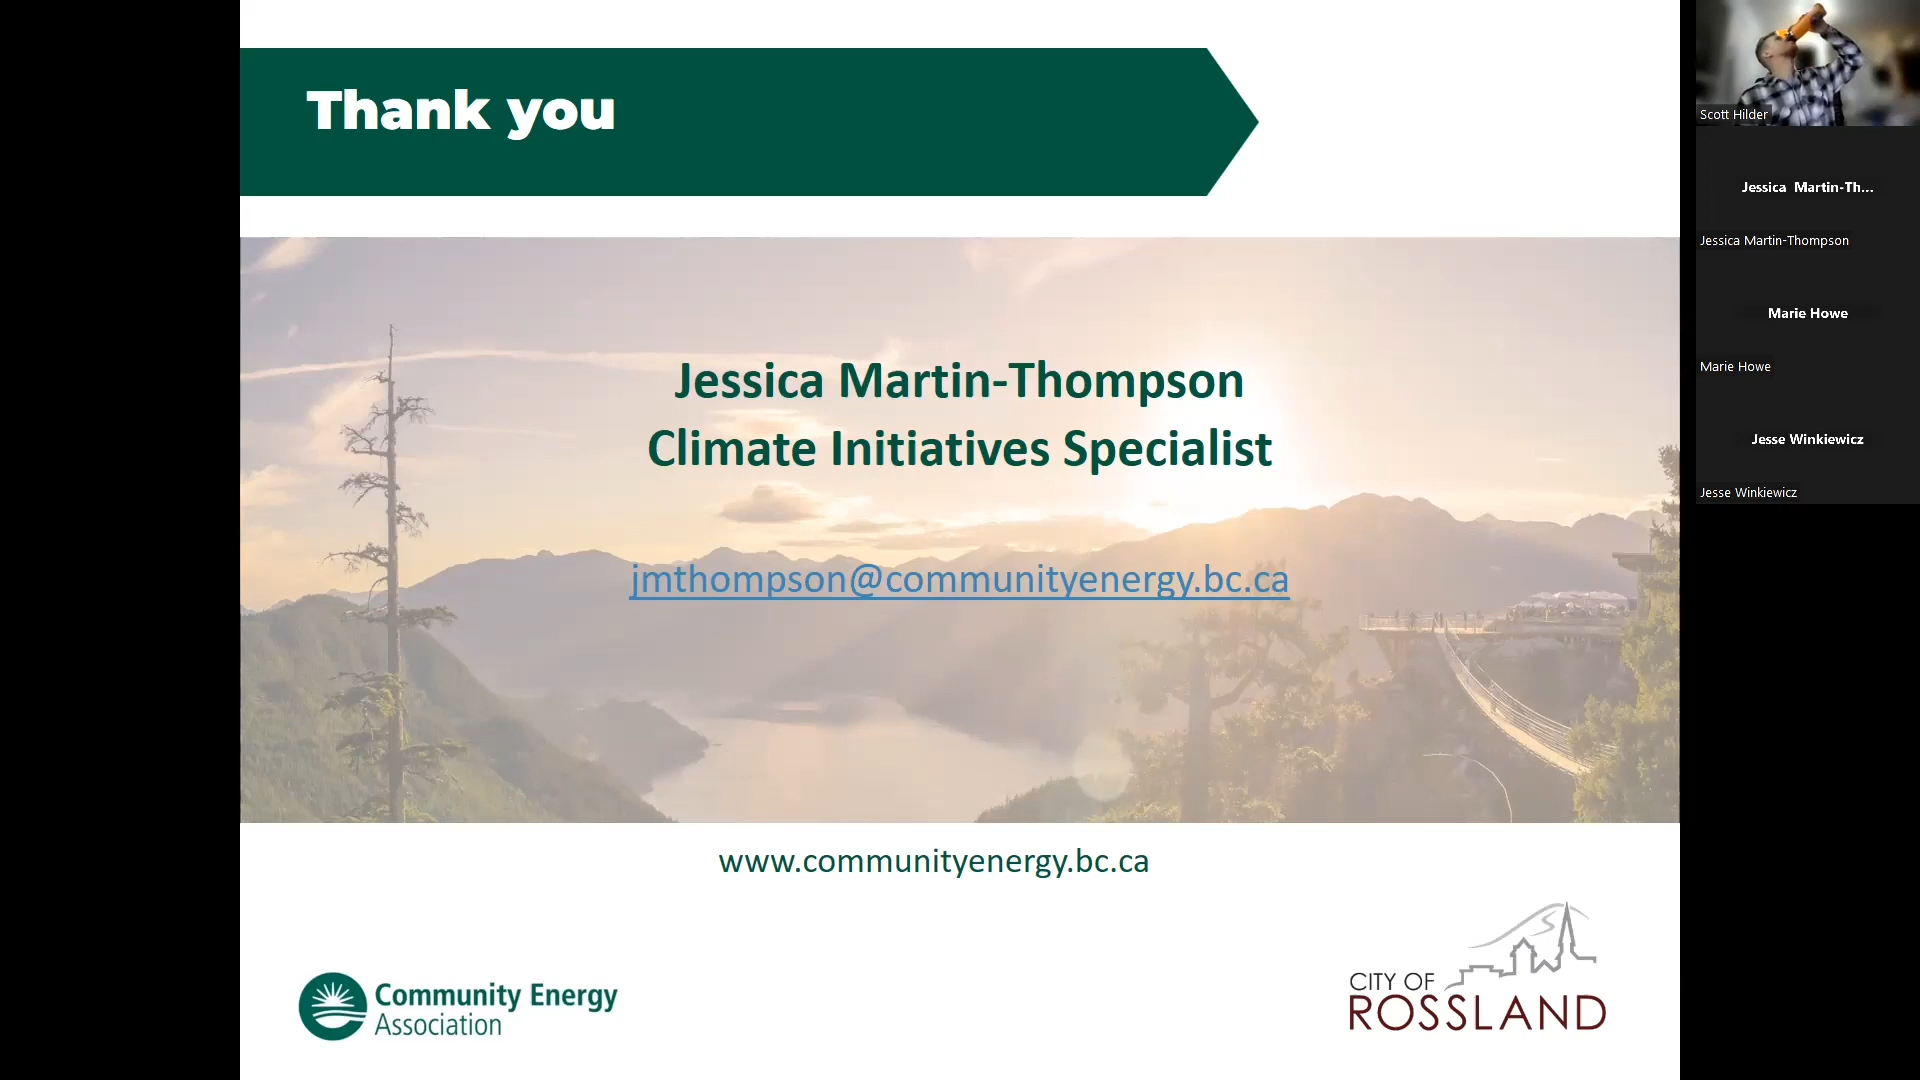 Thank you
Jessica Martin-Thompson
Climate Initiatives Specialist
jmthompson@communityenergy.bc.ca
www.communityenergy.bc.ca
Community Energy
Association
CITY OF
ROSSLAND
Scott Hilder
Jessica Martin-Th...
Jessica Martin-Thompson
Marie Howe
Marie Howe
Jesse Winkiewicz
Jesse Winkiewicz